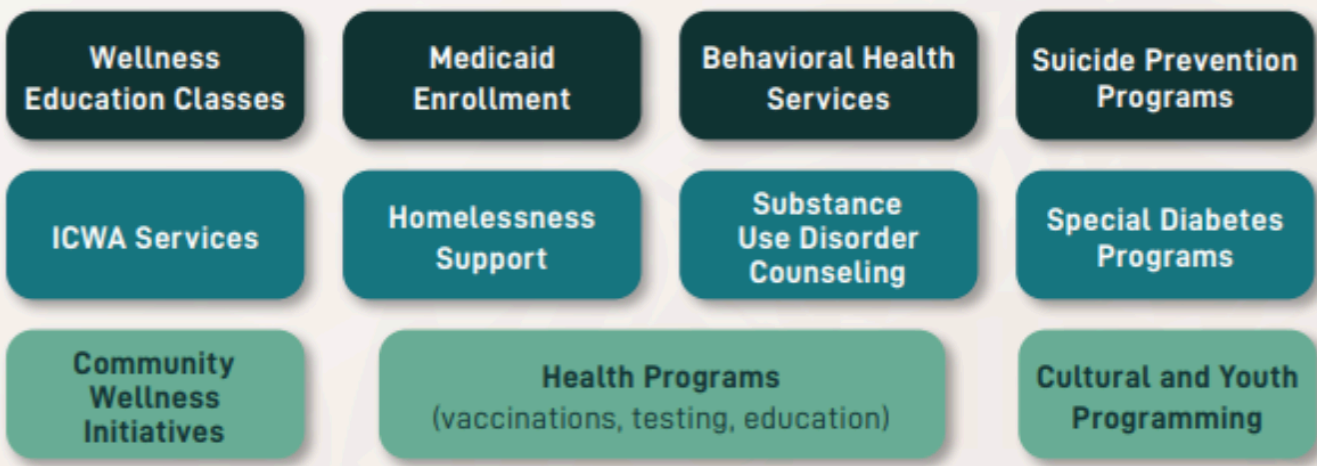 Wellness
Education Classes
Medicaid
Enrollment
Behavioral Health
Services
Suicide Prevention
Programs
ICWA Services
Homelessness
Support
Substance
Use Disorder
Counseling
Special Diabetes
Programs
Community
Wellness
Initiatives
Health Programs
(vaccinations, testing, education)
Cultural and Youth
Programming